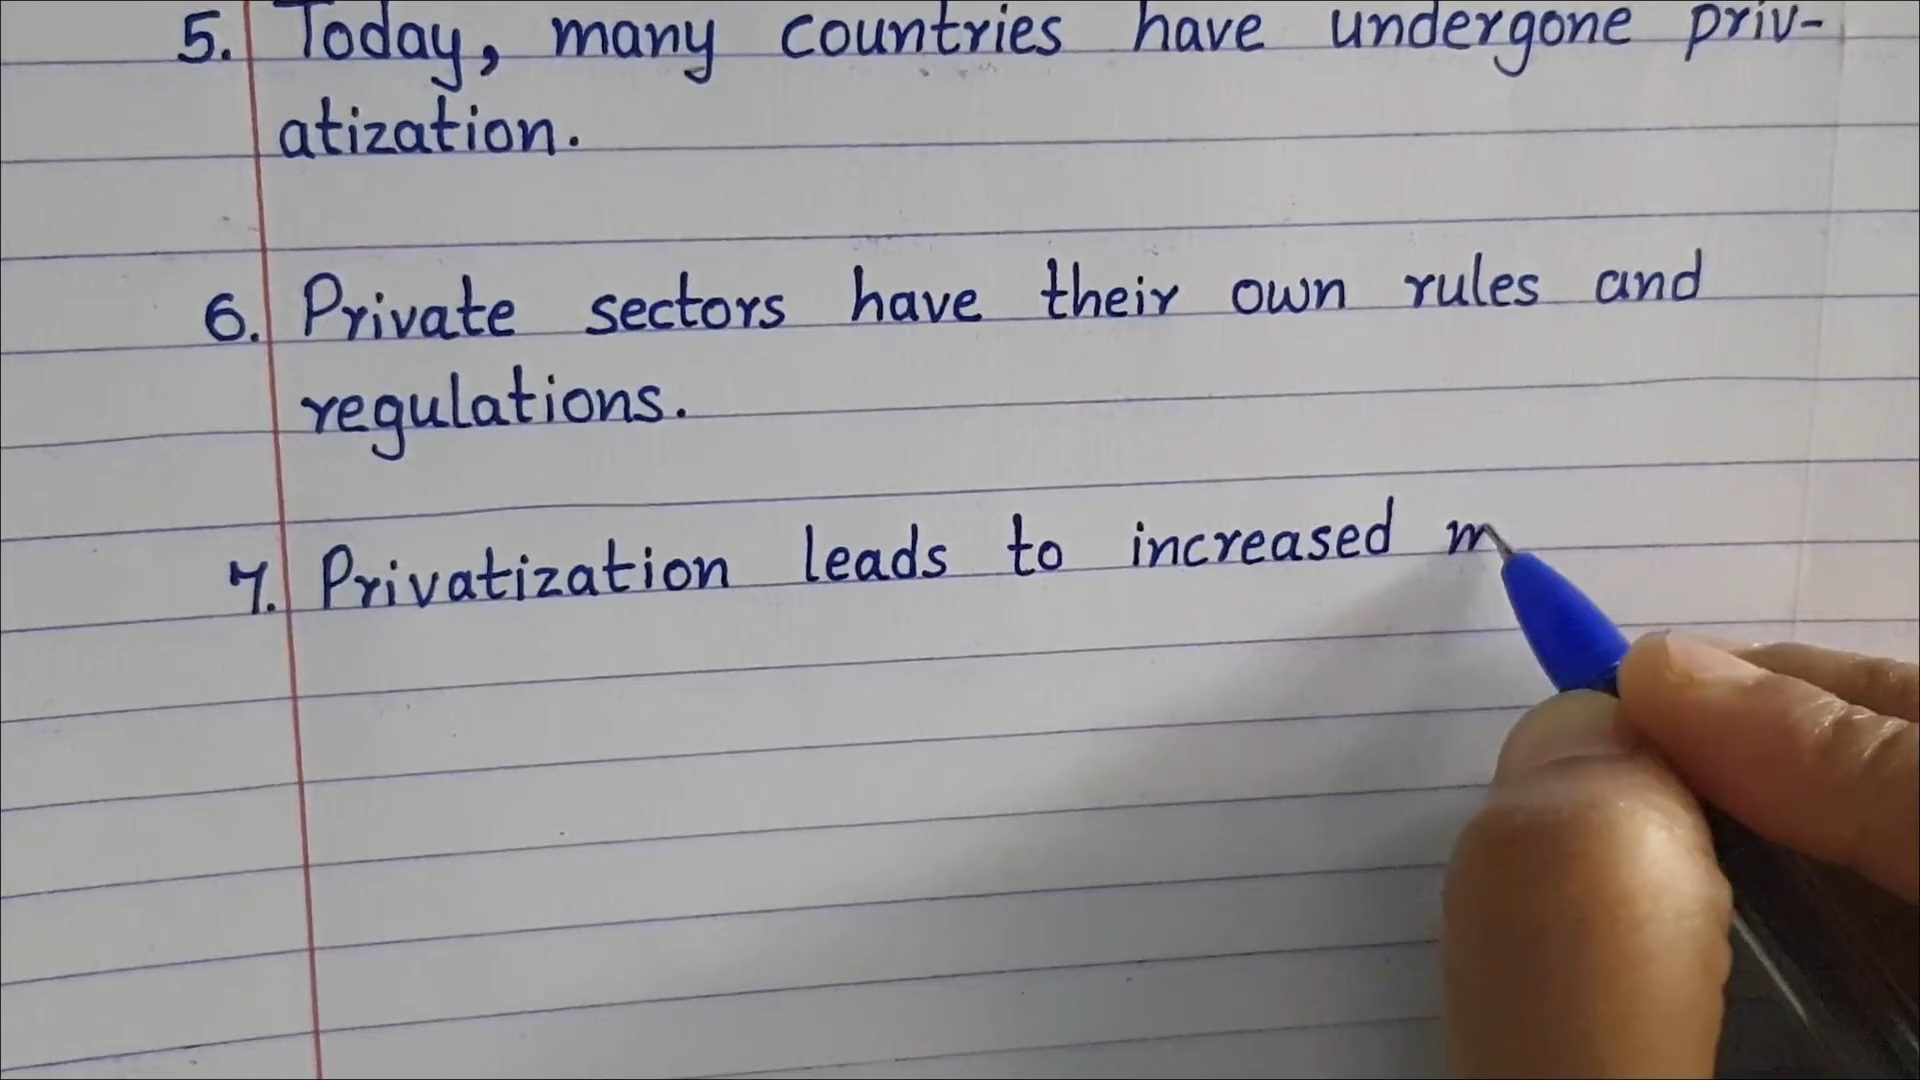 5. Today, many countries have undergone priv-
atization.
6. Private sectors have their own rules and
regulations.
7. Privatization leads to increased m